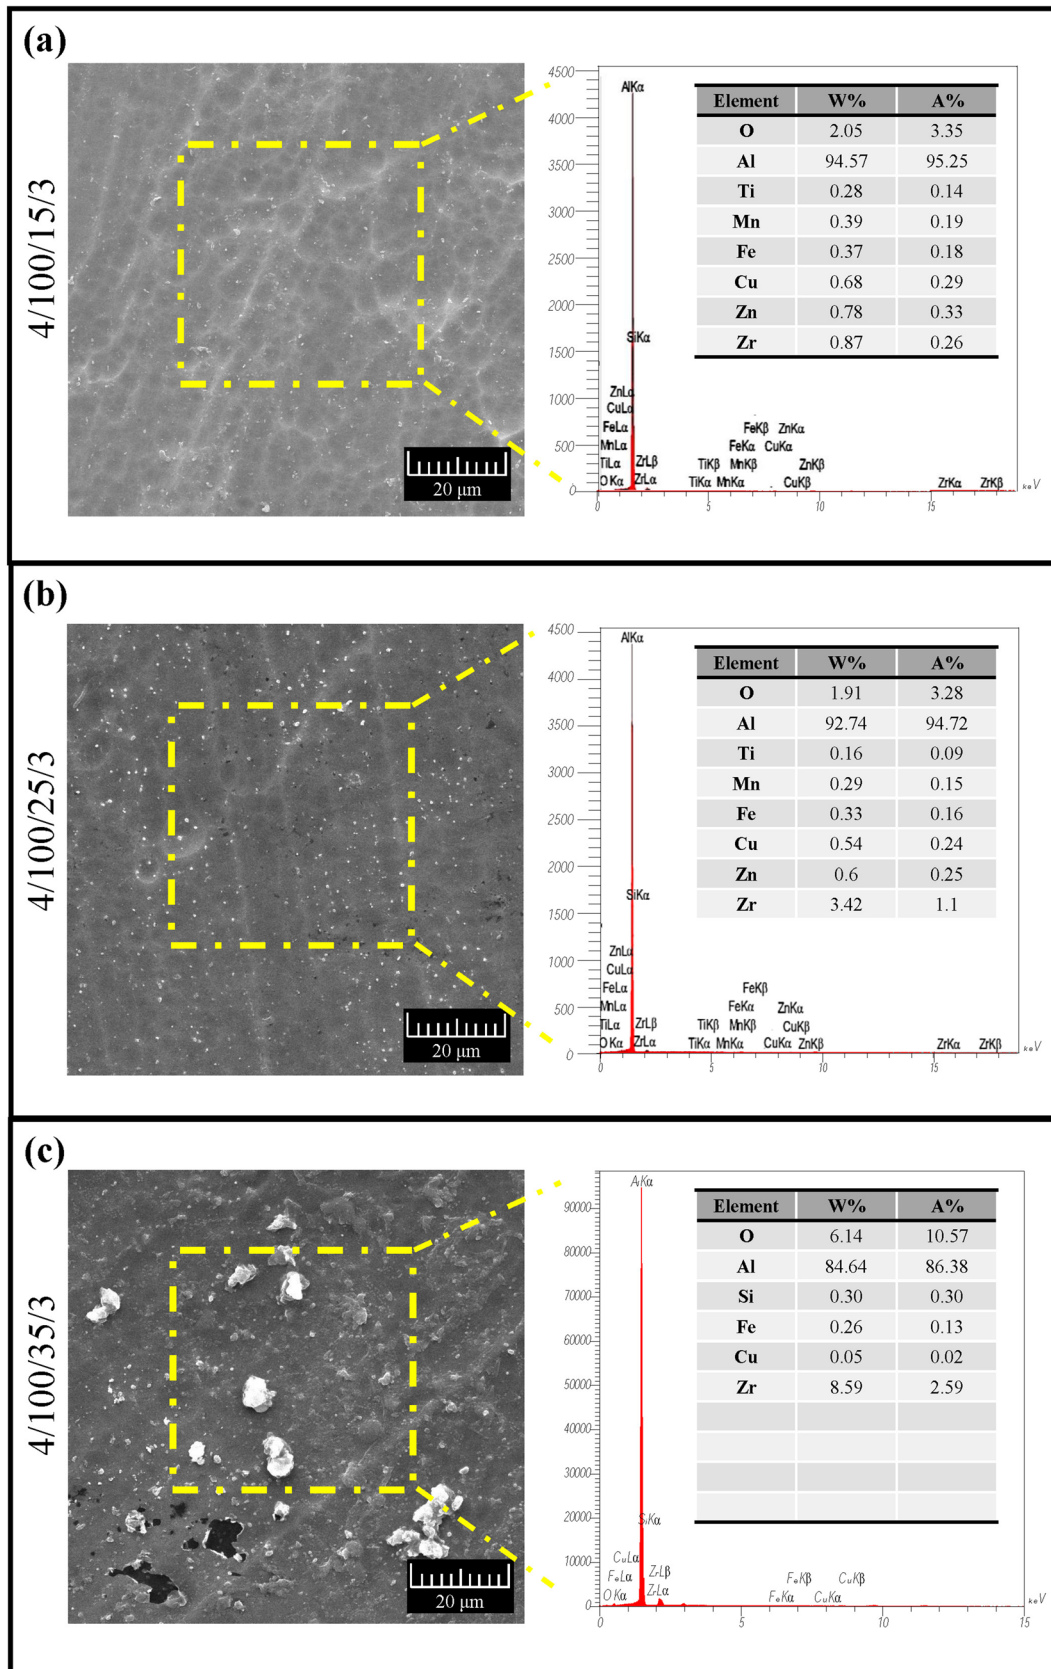 (a)
4/100/15/3
20 μm
4500
4000
3500
3000
2500
2000
1500
1000
500
0
AlKα
SiKα
ZnLα
CuLα
FeLα
MnLα
TiLα
O Kα
ZrLβ
ZrLα
FeKβ ZnKα
FeKα CuKα
TiKβ MnKβ ZnKβ
TiKα MnKα CuKβ
ZrKα ZrKβ
0 5 10 15 keV
Element W% A%
O 2.05 3.35
Al 94.57 95.25
Ti 0.28 0.14
Mn 0.39 0.19
Fe 0.37 0.18
Cu 0.68 0.29
Zn 0.78 0.33
Zr 0.87 0.26
(b)
4/100/25/3
20 μm
4500
4000
3500
3000
2500
2000
1500
1000
500
0
AlKα
SiKα
ZnLα
CuLα
FeLα
MnLα
TiLα
O Kα
ZrLβ
ZrLα
FeKβ
FeKα ZnKα
TiKβ MnKβ CuKβ
TiKα MnKα CuKα ZnKβ
ZrKα ZrKβ
0 5 10 15 keV
Element W% A%
O 1.91 3.28
Al 92.74 94.72
Ti 0.16 0.09
Mn 0.29 0.15
Fe 0.33 0.16
Cu 0.54 0.24
Zn 0.6 0.25
Zr 3.42 1.1
(c)
4/100/35/3
20 μm
90000
80000
70000
60000
50000
40000
30000
20000
10000
0
AlKα
SiKα
CuLα
FeLα
O Kα
ZrLβ
ZrLα
FeKβ CuKβ
FeKα CuKα
0 5 10 15
keV
Element W% A%
O 6.14 10.57
Al 84.64 86.38
Si 0.30 0.30
Fe 0.26 0.13
Cu 0.05 0.02
Zr 8.59 2.59